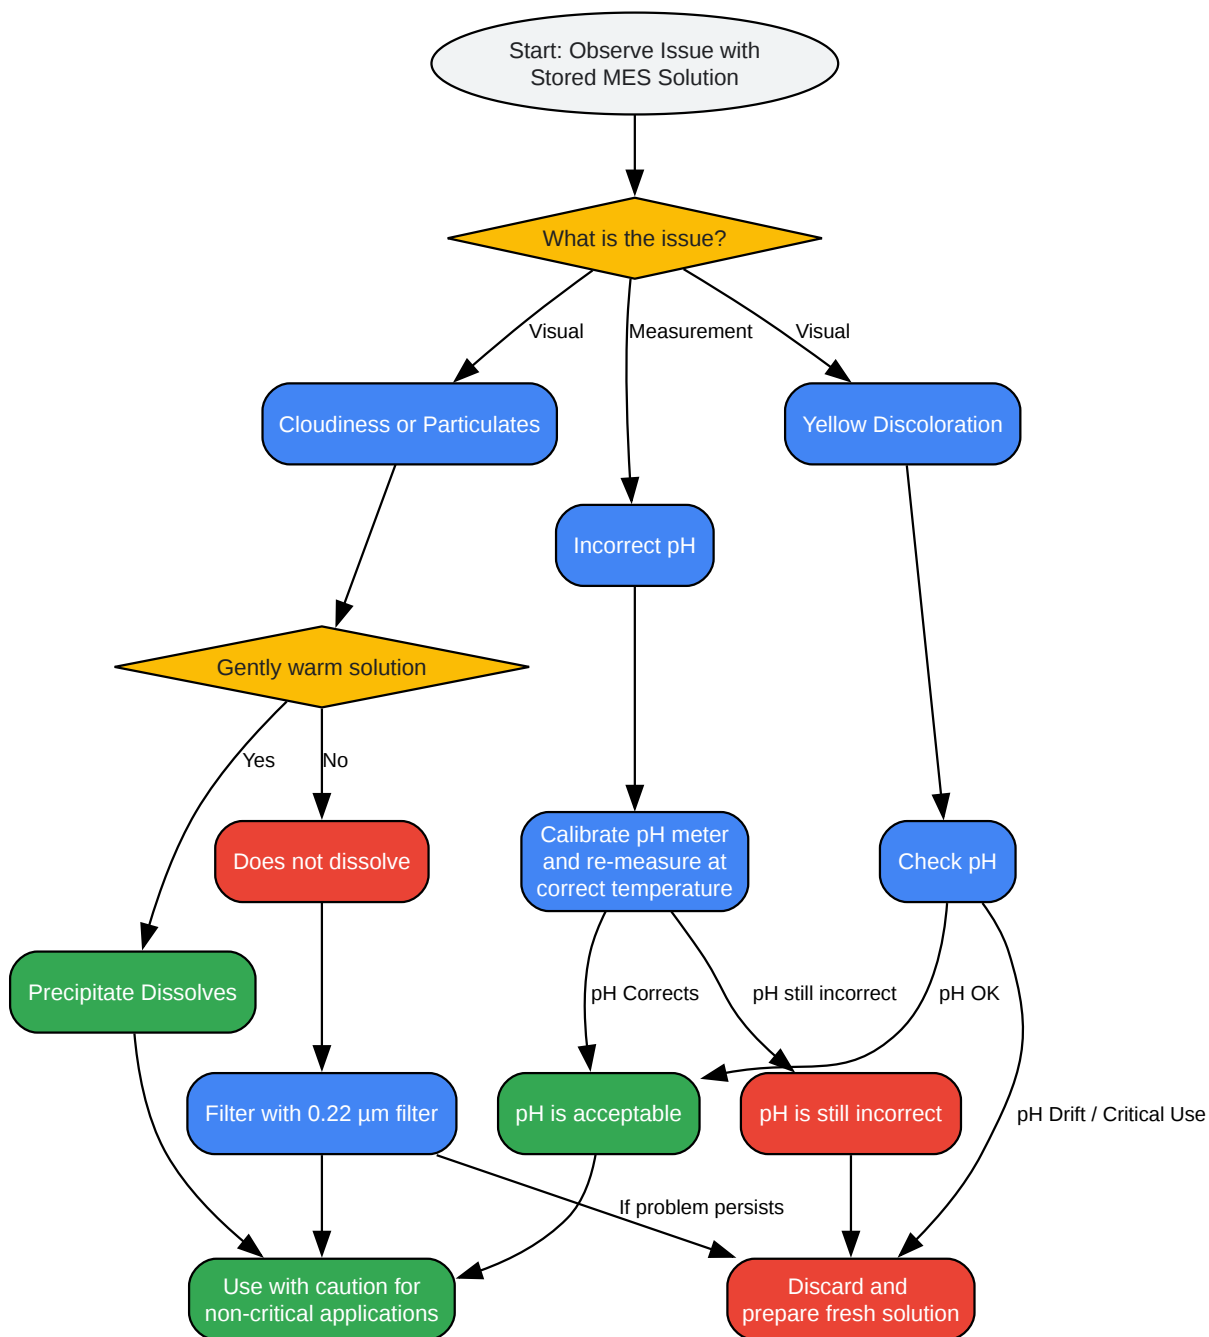 Start: Observe Issue with
Stored MES Solution
What is the issue?
Visual
Measurement
Visual
Cloudiness or Particulates
Yellow Discoloration
Incorrect pH
Gently warm solution
Yes
No
Does not dissolve
Calibrate pH meter
and re-measure at
correct temperature
Check pH
Precipitate Dissolves
pH Corrects
pH still incorrect
pH OK
Filter with 0.22 µm filter
pH is acceptable
pH is still incorrect
pH Drift / Critical Use
If problem persists
Use with caution for
non-critical applications
Discard and
prepare fresh solution